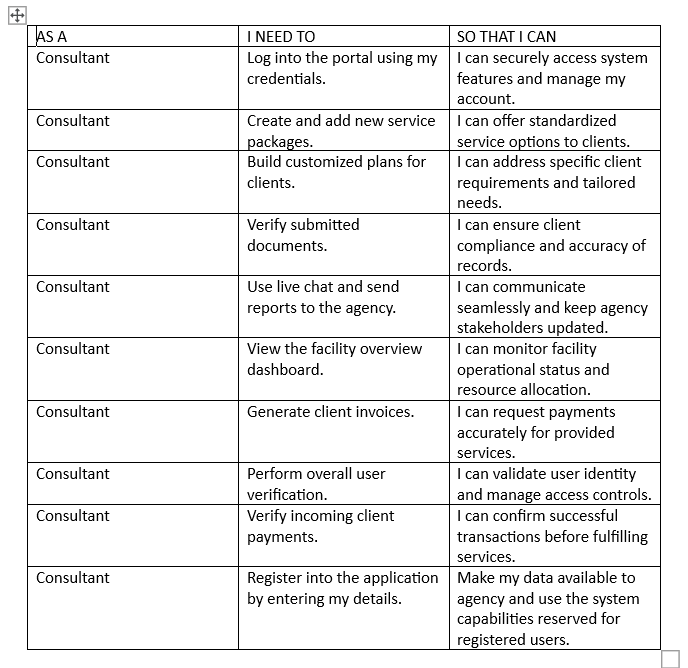 AS A I NEED TO SO THAT I CAN
Consultant Log into the portal using my I can securely access system
credentials. features and manage my
account.
Consultant Create and add new service I can offer standardized
packages. service options to clients.
Consultant Build customized plans for I can address specific client
clients. requirements and tailored
needs.
Consultant Verify submitted I can ensure client
documents. compliance and accuracy of
records.
Consultant Use live chat and send I can communicate
reports to the agency. seamlessly and keep agency
stakeholders updated.
Consultant View the facility overview I can monitor facility
dashboard. operational status and
resource allocation.
Consultant Generate client invoices. I can request payments
accurately for provided
services.
Consultant Perform overall user I can validate user identity
verification. and manage access controls.
Consultant Verify incoming client I can confirm successful
payments. transactions before fulfilling
services.
Consultant Register into the application Make my data available to
by entering my details. agency and use the system
capabilities reserved for
registered users.